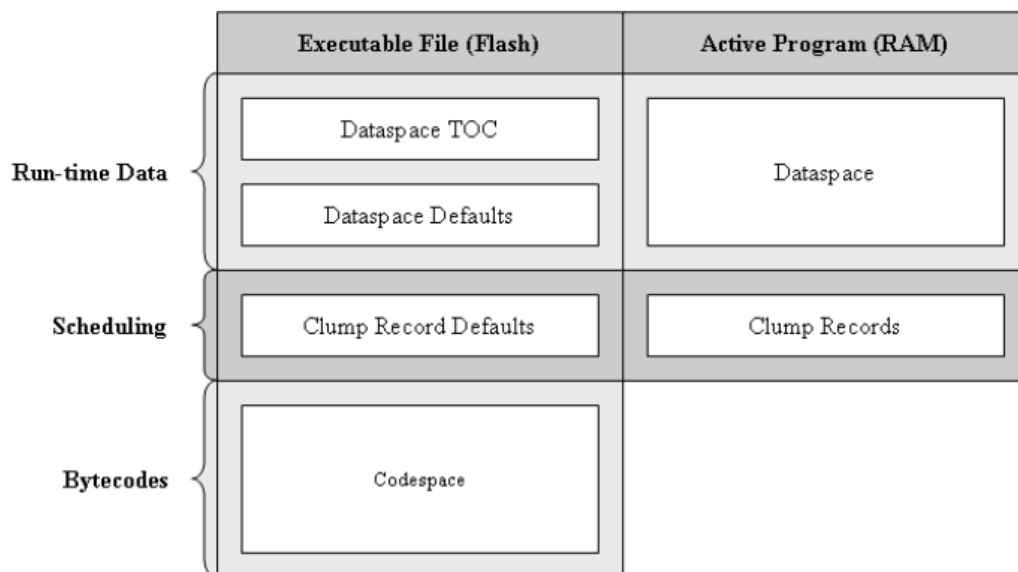 Executable File (Flash)
Active Program (RAM)
Run-time Data
Dataspace TOC
Dataspace Defaults
Dataspace
Scheduling
Clump Record Defaults
Clump Records
Bytecodes
Codespace